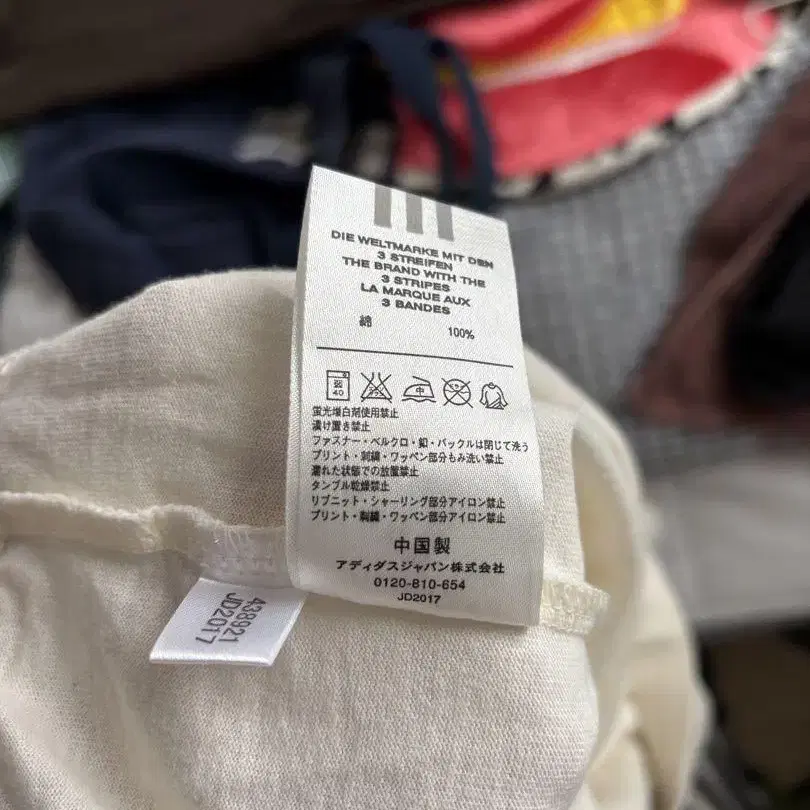 DIE WELTMARKE MIT DEN
3 STREIFEN
THE BRAND WITH THE
3 STRIPES
LA MARQUE AUX
3 BANDES
綿 100%
弱
40
中
蛍光増白剤使用禁止
漬け置き禁止
ファスナー・ベルクロ・釦・バックルは閉じて洗う
プリント・刺繍・ワッペン部分もみ洗い禁止
濡れた状態での放置禁止
タンブル乾燥禁止
リブニット・シャーリング部分アイロン禁止
プリント・刺繍・ワッペン部分アイロン禁止
中国製
アディダスジャパン株式会社
0120-810-654
JD2017
438921
JD2017